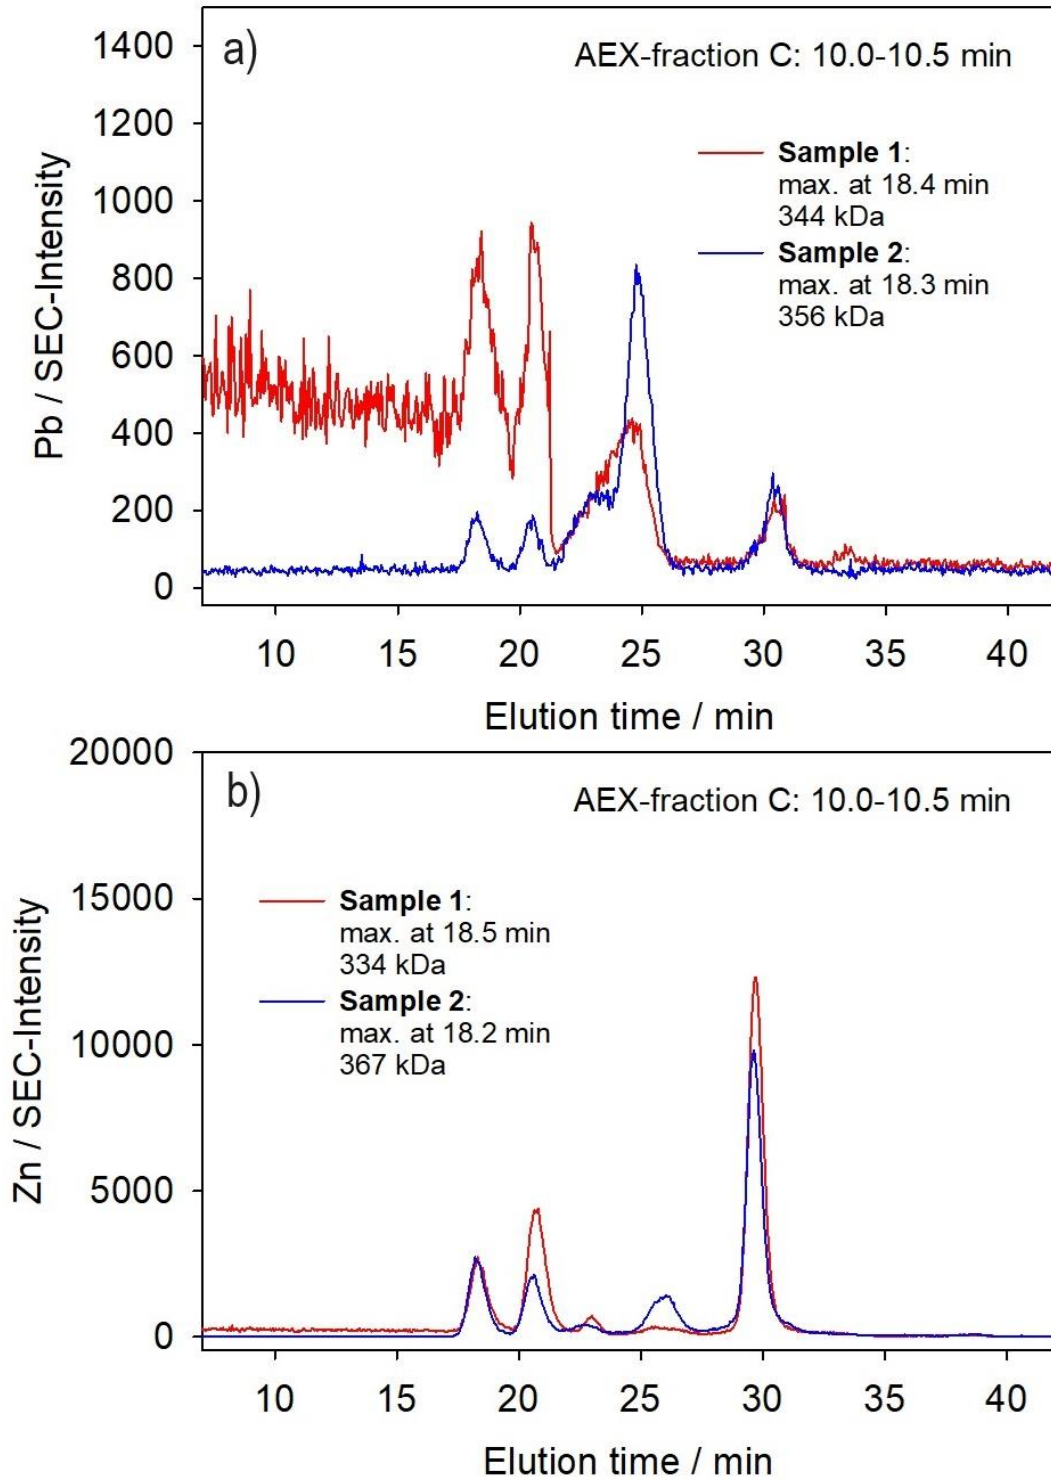 a)
AEX-fraction C: 10.0-10.5 min
Sample 1:
max. at 18.4 min
344 kDa
Sample 2:
max. at 18.3 min
356 kDa
Pb / SEC-Intensity
1400
1200
1000
800
600
400
200
0
10 15 20 25 30 35 40
Elution time / min
b)
AEX-fraction C: 10.0-10.5 min
Sample 1:
max. at 18.5 min
334 kDa
Sample 2:
max. at 18.2 min
367 kDa
Zn / SEC-Intensity
20000
15000
10000
5000
0
10 15 20 25 30 35 40
Elution time / min